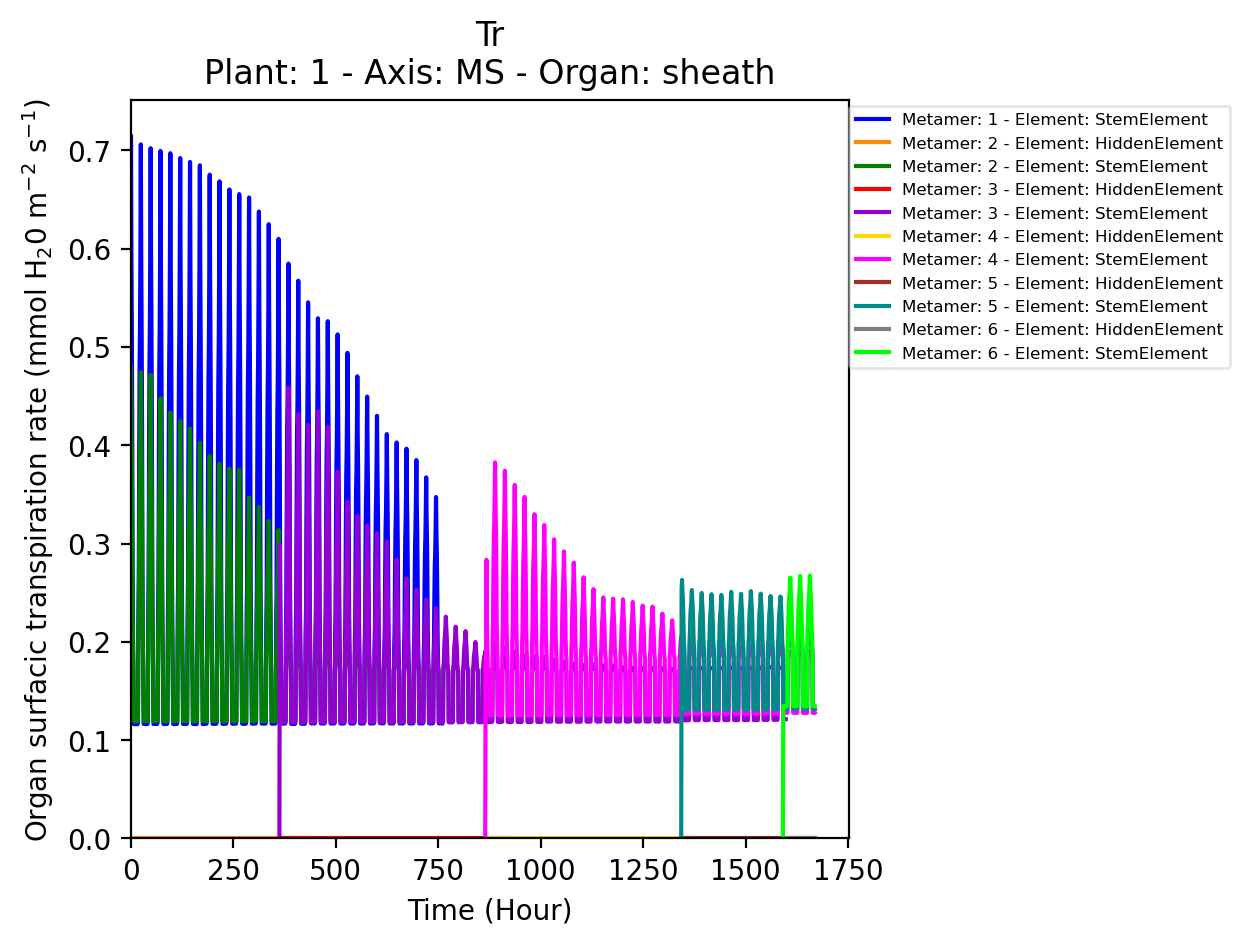 Tr
Plant: 1 - Axis: MS - Organ: sheath
Organ surfacic transpiration rate (mmol H₂0 m⁻² s⁻¹)
0.7
0.6
0.5
0.4
0.3
0.2
0.1
0.0
0 250 500 750 1000 1250 1500 1750
Time (Hour)
Metamer: 1 - Element: StemElement
Metamer: 2 - Element: HiddenElement
Metamer: 2 - Element: StemElement
Metamer: 3 - Element: HiddenElement
Metamer: 3 - Element: StemElement
Metamer: 4 - Element: HiddenElement
Metamer: 4 - Element: StemElement
Metamer: 5 - Element: HiddenElement
Metamer: 5 - Element: StemElement
Metamer: 6 - Element: HiddenElement
Metamer: 6 - Element: StemElement